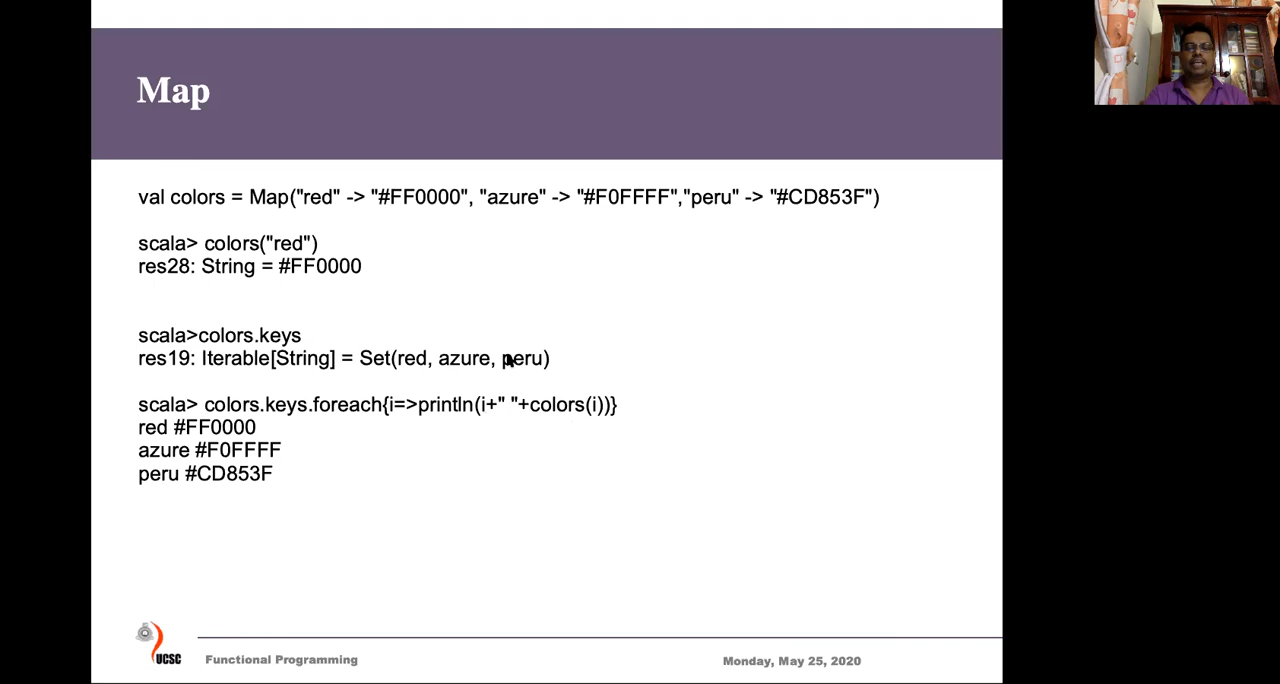 Map
val colors = Map("red" -> "#FF0000", "azure" -> "#F0FFFF","peru" -> "#CD853F")
scala> colors("red")
res28: String = #FF0000
scala>colors.keys
res19: Iterable[String] = Set(red, azure, peru)
scala> colors.keys.foreach{i=>println(i+" "+colors(i))}
red #FF0000
azure #F0FFFF
peru #CD853F
UCSC
Functional Programming
Monday, May 25, 2020